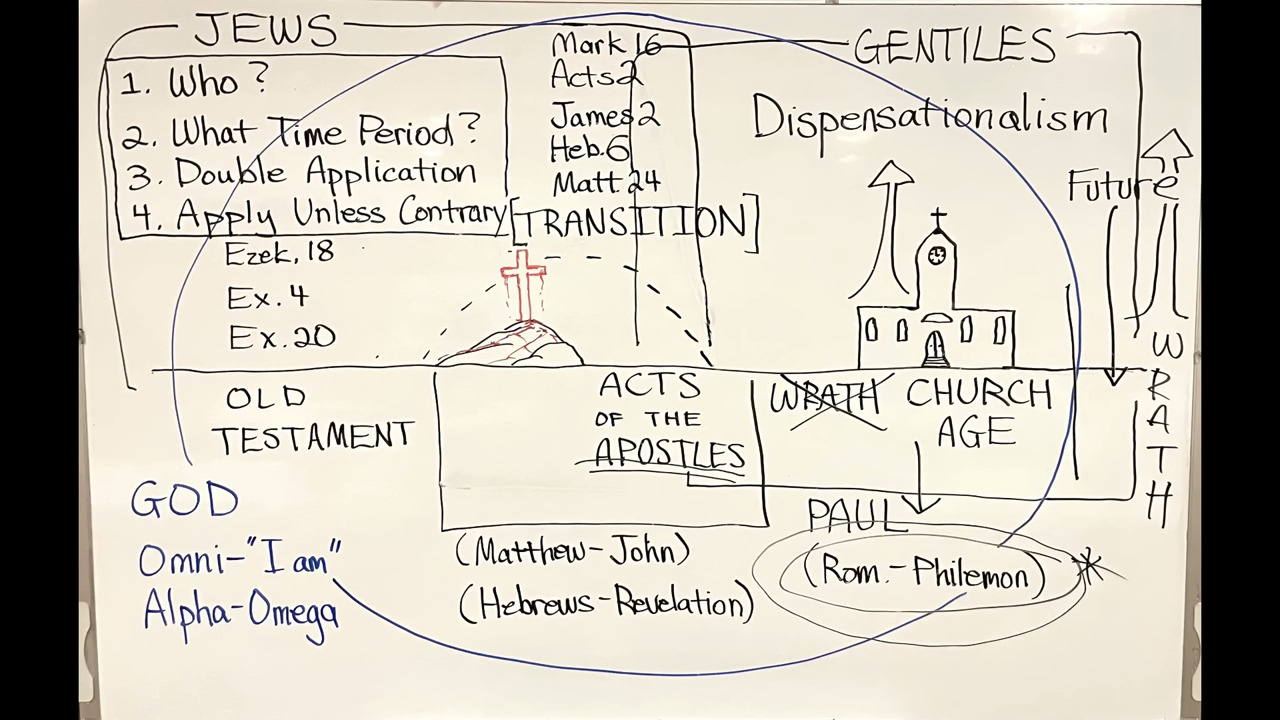 JEWS
1. Who?
2. What Time Period?
3. Double Application
4. Apply Unless Contrary
Ezek. 18
Ex. 4
Ex. 20
Mark 16
Acts 2
James 2
Heb. 6
Matt. 24
[TRANSITION]
GENTILES
Dispensationalism
Future
WRATH
OLD
TESTAMENT
ACTS
OF THE
APOSTLES
WRATH
CHURCH
AGE
PAUL
(Rom.-Philemon) *
(Matthew-John)
(Hebrews-Revelation)
GOD
Omni-"I am"
Alpha-Omega